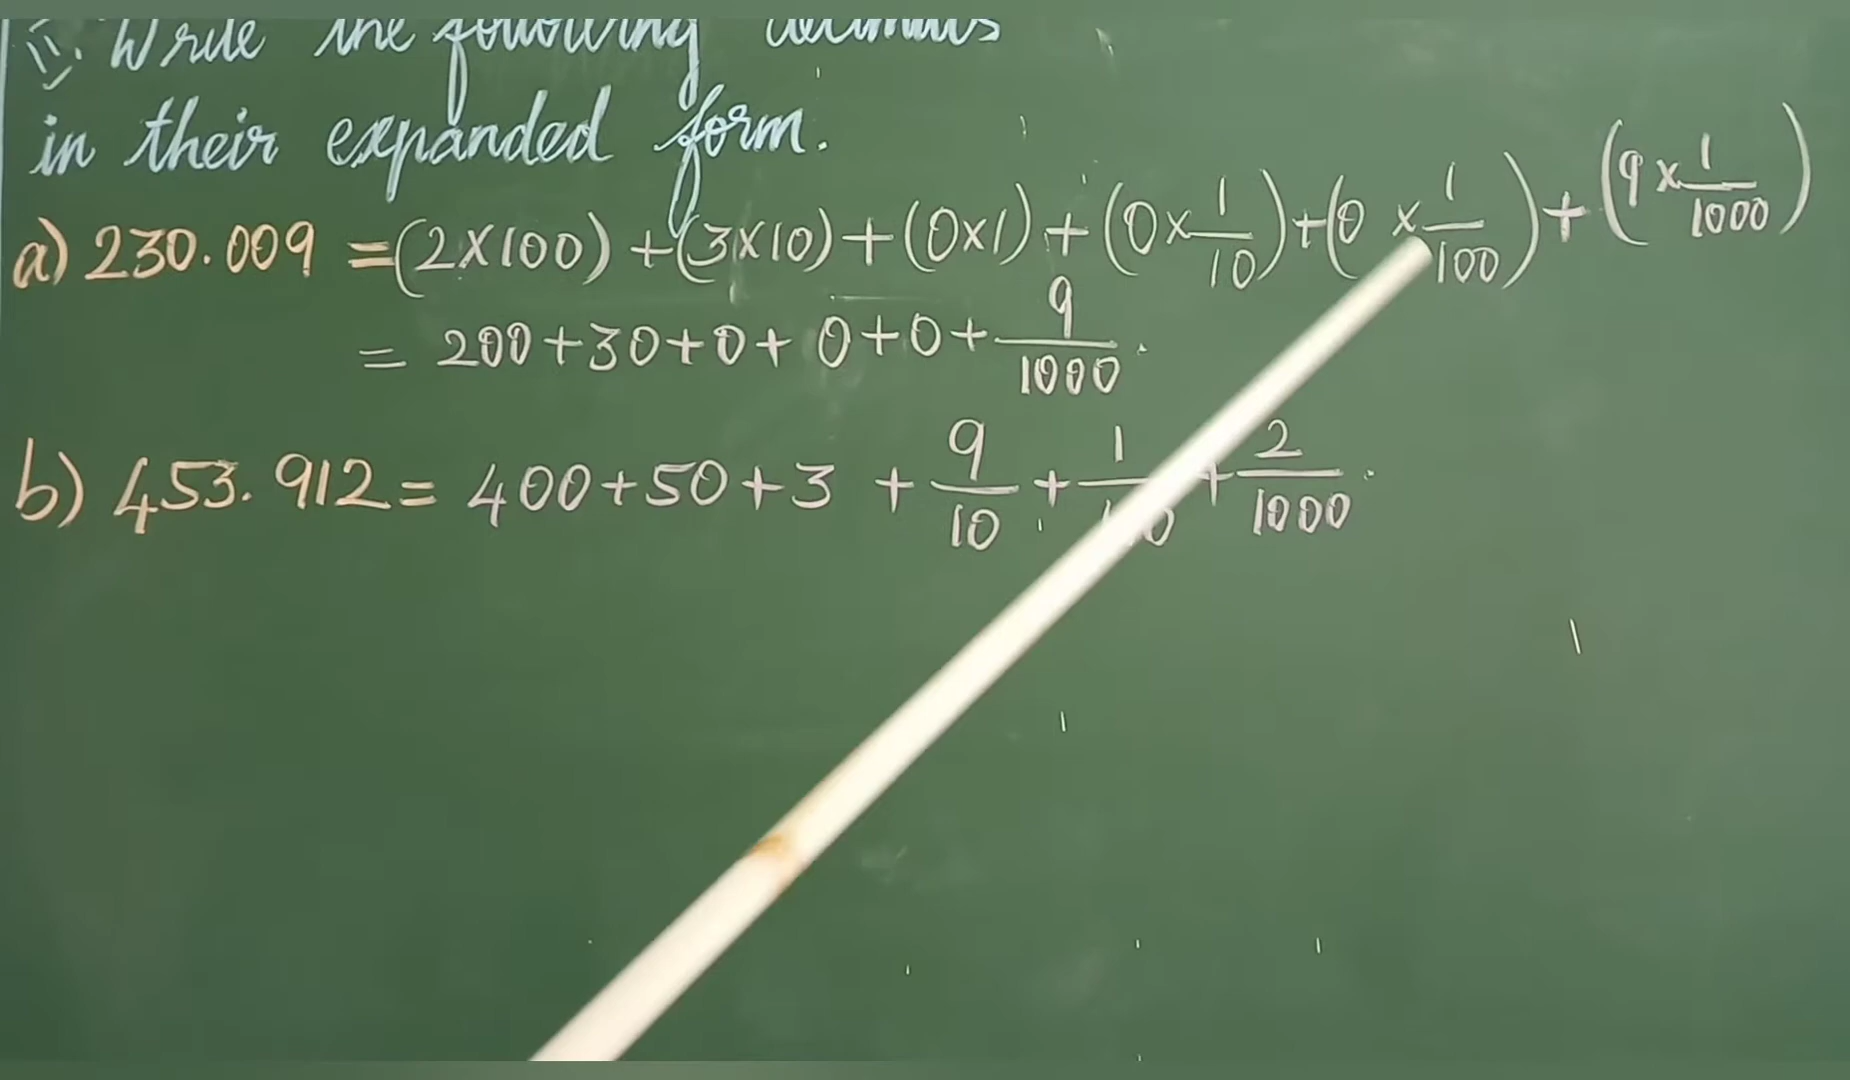 ii. Write the following decimals
in their expanded form.
a) 230.009 = (2×100) + (3×10) + (0×1) + (0 × 1/10) + (0 × 1/100) + (9 × 1/1000)
= 200+30+0+ 0+0+ 9/1000.
b) 453.912 = 400+50+3 + 9/10 + 1/100 + 2/1000.